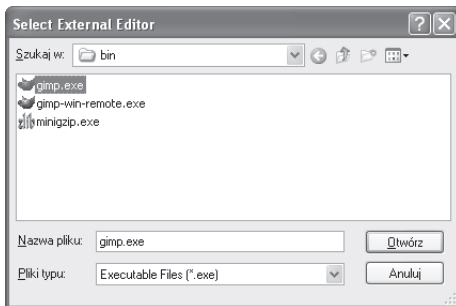 Select External Editor
Szukaj w: bin
gimp.exe
gimp-win-remote.exe
minigzip.exe
Nazwa pliku: gimp.exe Otwórz
Pliki typu: Executable Files (*.exe) Anuluj